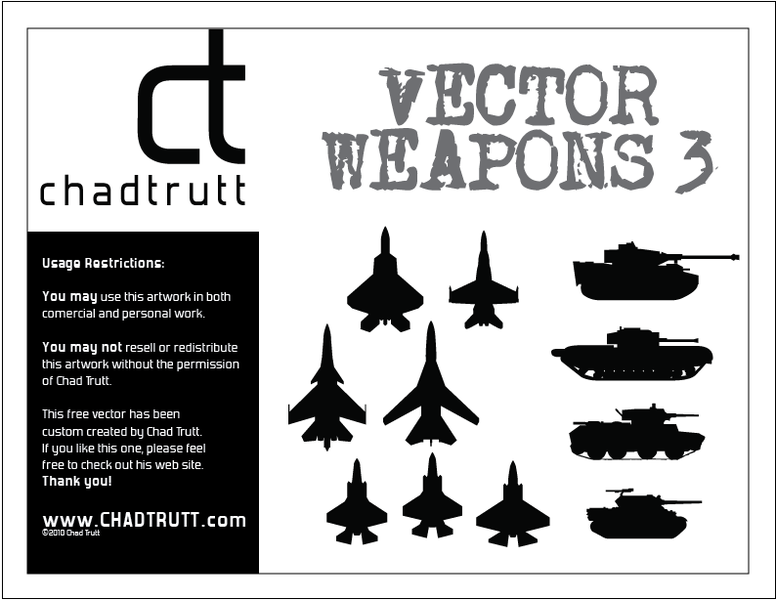 ct
chadtrutt
VECTOR
WEAPONS 3
Usage Restrictions:
You may use this artwork in both
comercial and personal work.
You may not resell or redistribute
this artwork without the permission
of Chad Trutt.
This free vector has been
custom created by Chad Trutt.
If you like this one, please feel
free to check out his web site.
Thank you!
www.CHADTRUTT.com
©2010 Chad Trutt